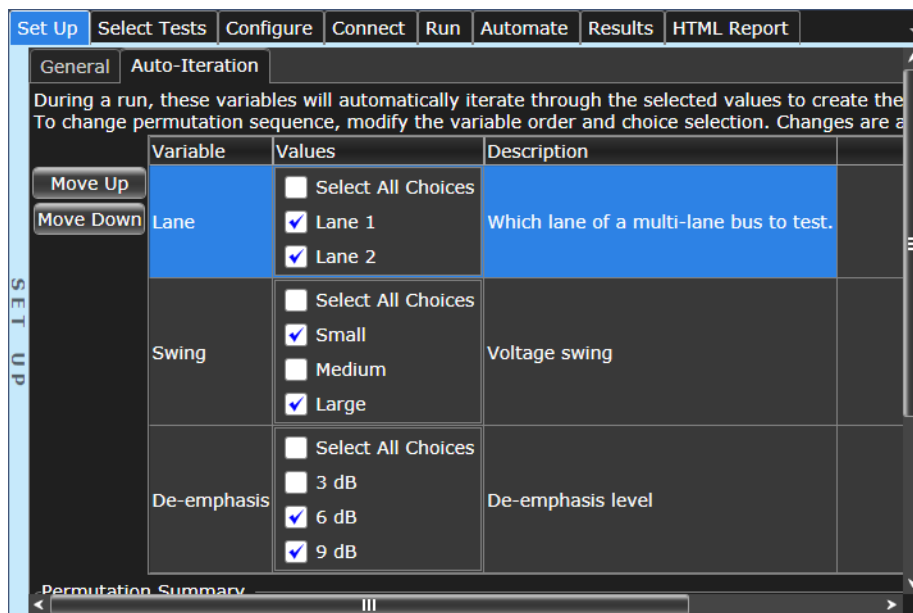 Set Up Select Tests Configure Connect Run Automate Results HTML Report
General Auto-Iteration
During a run, these variables will automatically iterate through the selected values to create the
To change permutation sequence, modify the variable order and choice selection. Changes are a
Variable Values Description
Move Up
Move Down
Lane
Select All Choices
Lane 1
Lane 2
Which lane of a multi-lane bus to test.
Swing
Select All Choices
Small
Medium
Large
Voltage swing
De-emphasis
Select All Choices
3 dB
6 dB
9 dB
De-emphasis level
SET UP
Permutation Summary